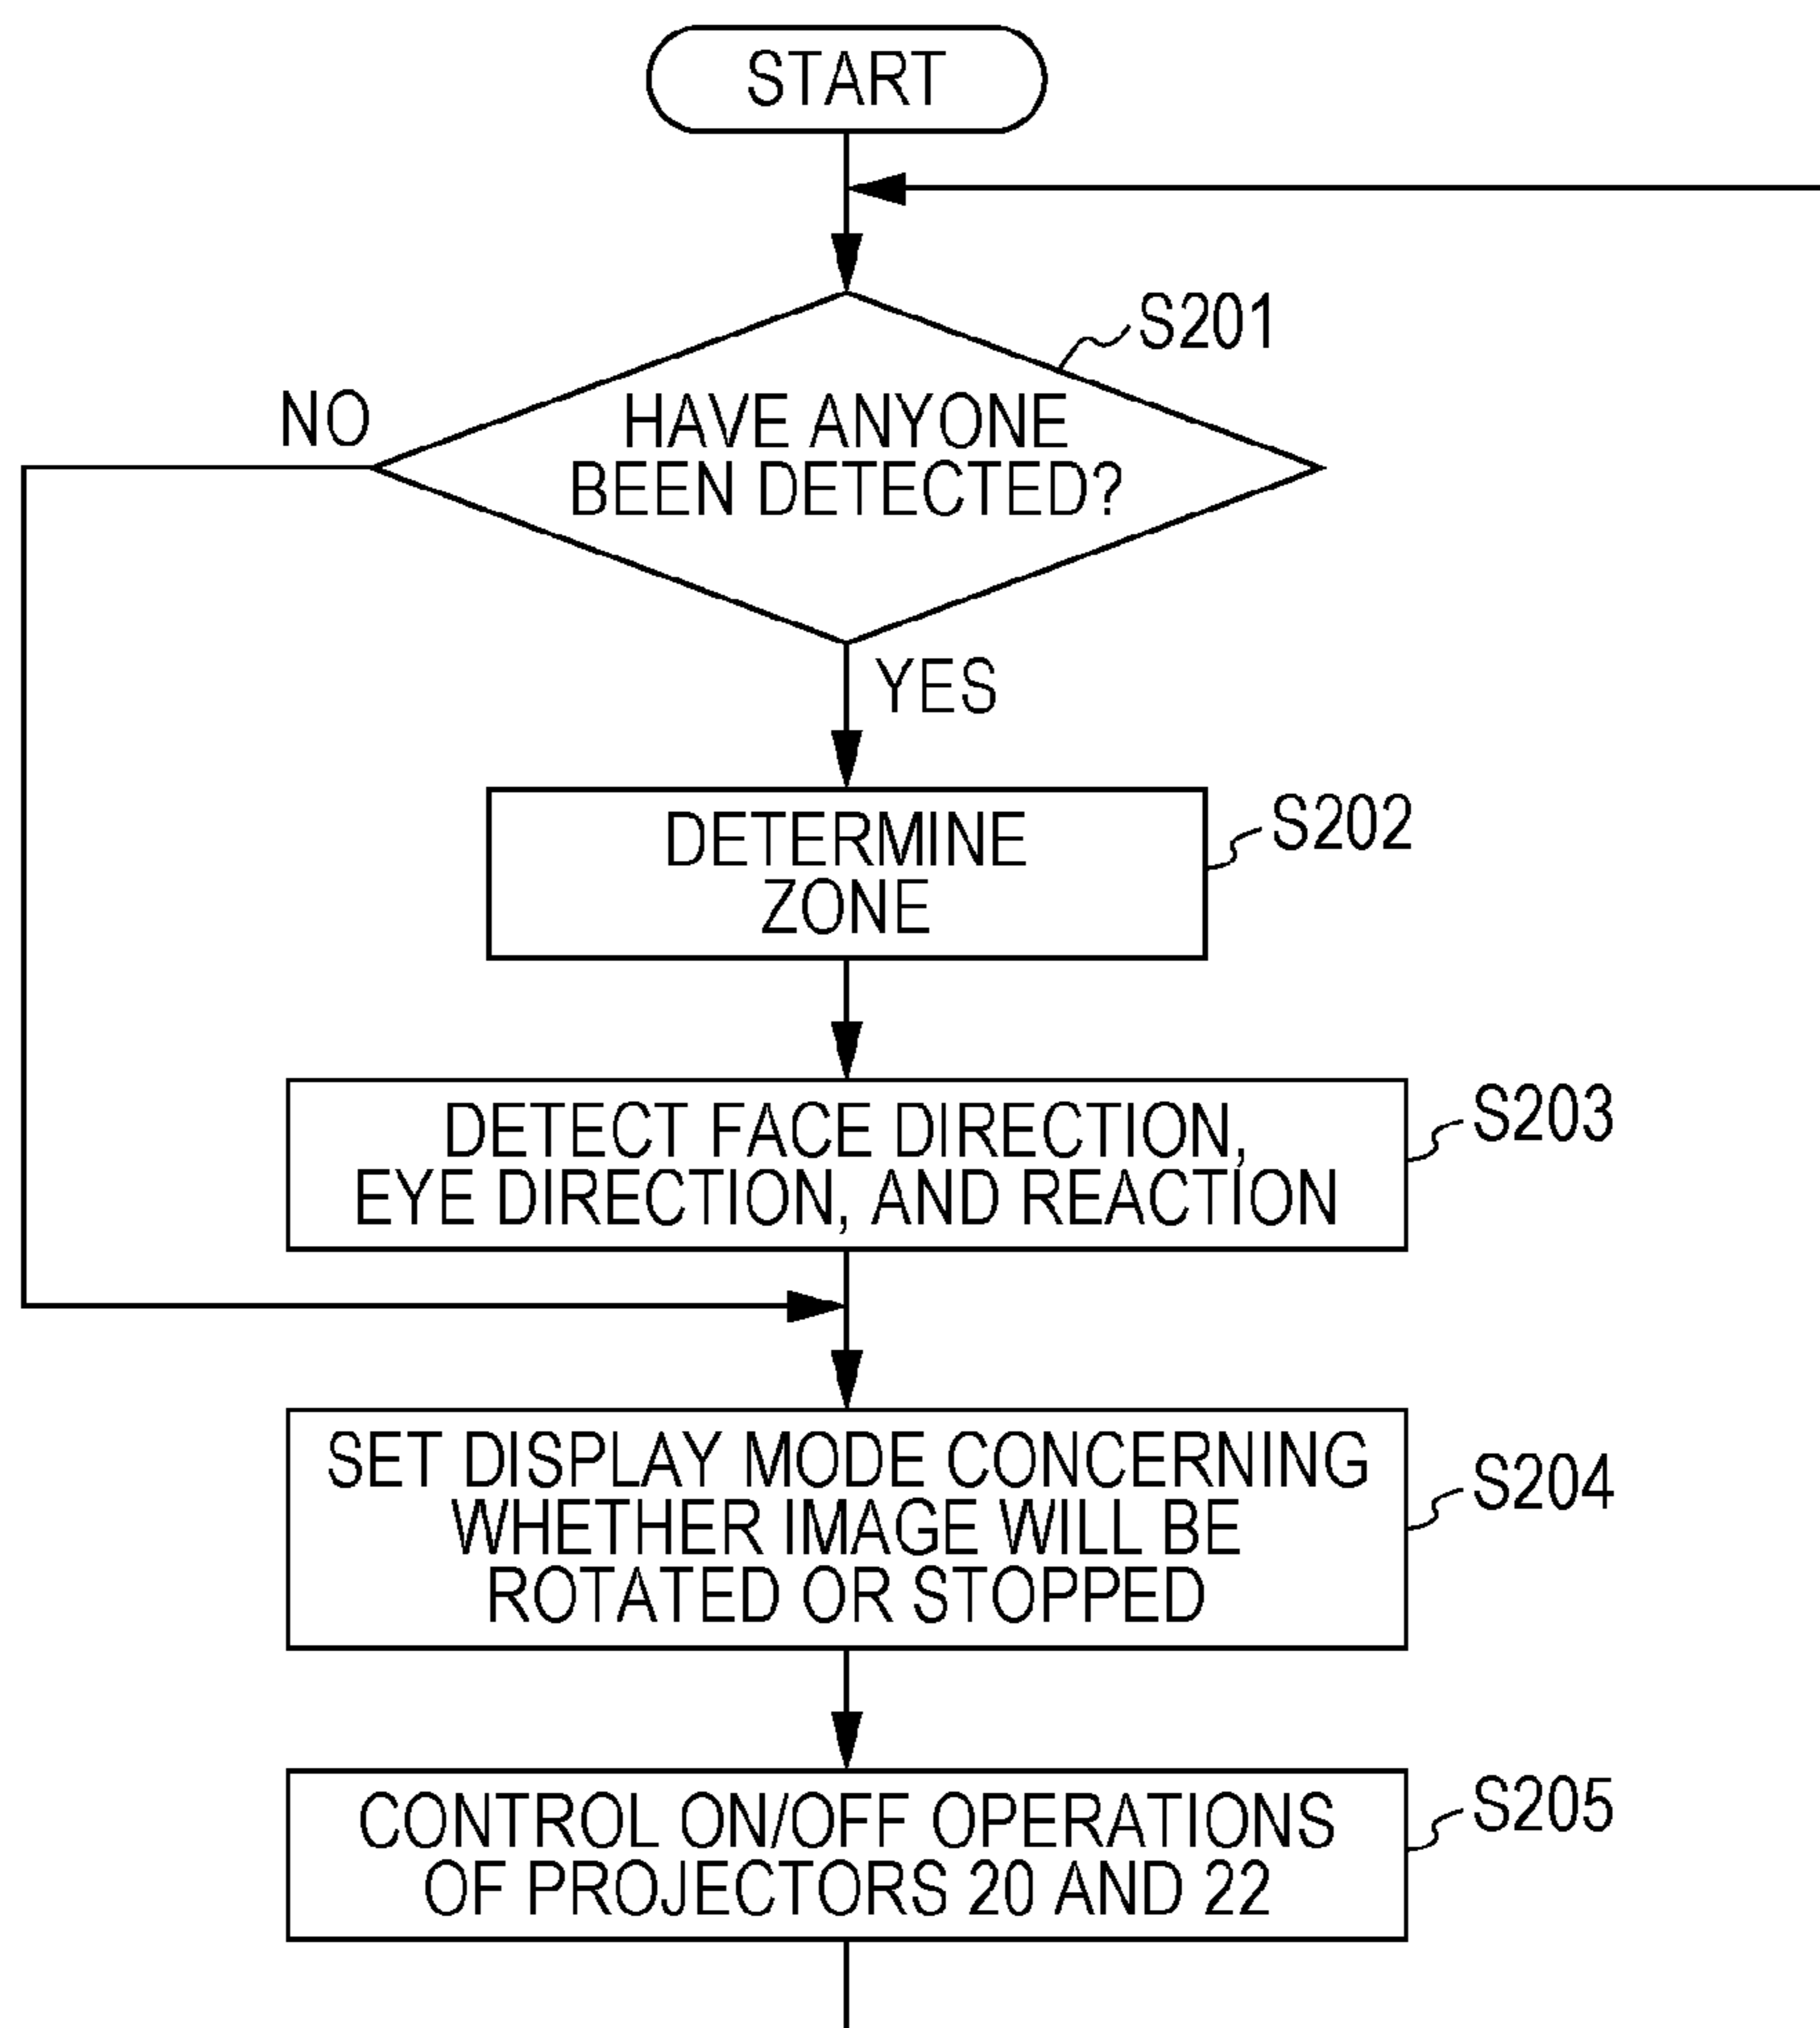 START
S201
NO
HAVE ANYONE
BEEN DETECTED?
YES
DETERMINE
ZONE
S202
DETECT FACE DIRECTION,
EYE DIRECTION, AND REACTION
S203
SET DISPLAY MODE CONCERNING
WHETHER IMAGE WILL BE
ROTATED OR STOPPED
S204
CONTROL ON/OFF OPERATIONS
OF PROJECTORS 20 AND 22
S205